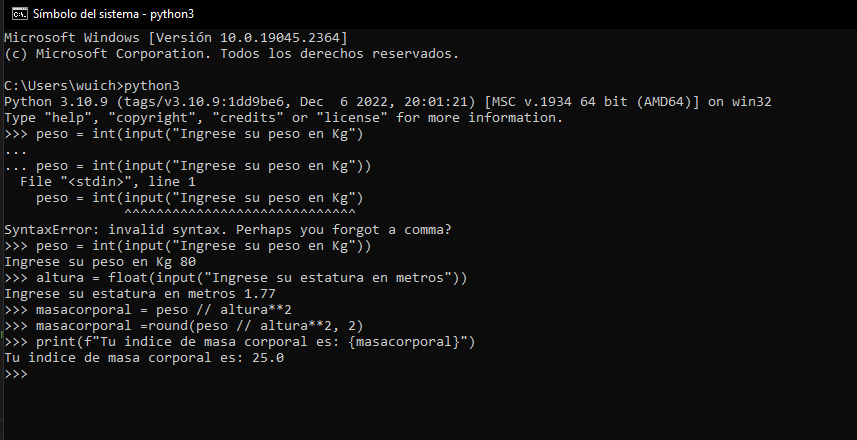 Símbolo del sistema - python3
Microsoft Windows [Versión 10.0.19045.2364]
(c) Microsoft Corporation. Todos los derechos reservados.
C:\Users\wuich>python3
Python 3.10.9 (tags/v3.10.9:1dd9be6, Dec  6 2022, 20:01:21) [MSC v.1934 64 bit (AMD64)] on win32
Type "help", "copyright", "credits" or "license" for more information.
>>> peso = int(input("Ingrese su peso en Kg")
...
... peso = int(input("Ingrese su peso en Kg"))
  File "<stdin>", line 1
    peso = int(input("Ingrese su peso en Kg")
               ^^^^^^^^^^^^^^^^^^^^^^^^^^^^^
SyntaxError: invalid syntax. Perhaps you forgot a comma?
>>> peso = int(input("Ingrese su peso en Kg"))
Ingrese su peso en Kg 80
>>> altura = float(input("Ingrese su estatura en metros"))
Ingrese su estatura en metros 1.77
>>> masacorporal = peso // altura**2
>>> masacorporal =round(peso // altura**2, 2)
>>> print(f"Tu indice de masa corporal es: {masacorporal}")
Tu indice de masa corporal es: 25.0
>>>